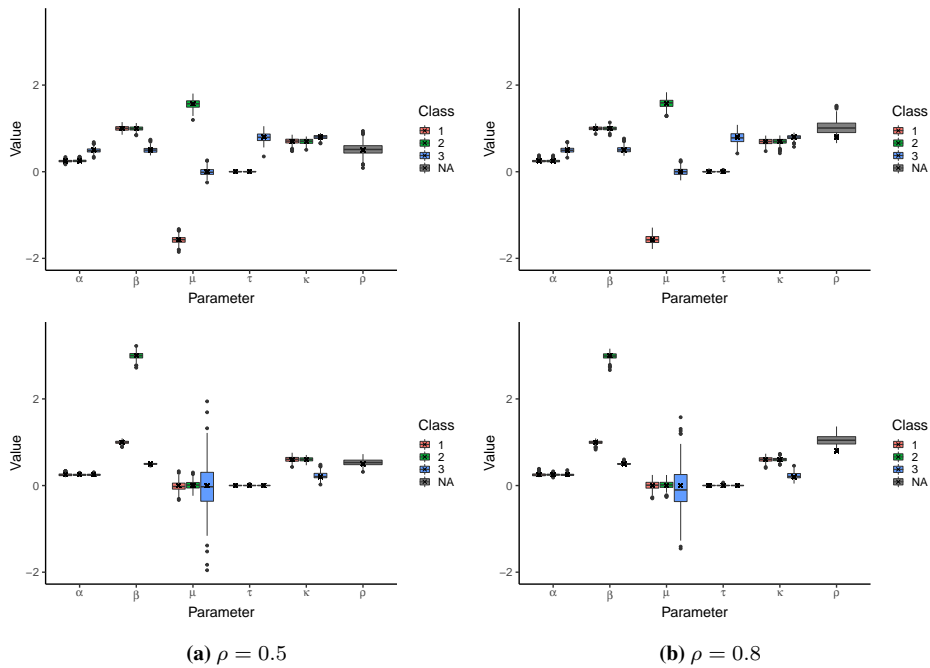 Value
2
0
−2
α β μ τ κ ρ
Parameter
Class
1
2
3
NA
Value
2
0
−2
α β μ τ κ ρ
Parameter
Class
1
2
3
NA
Value
2
0
−2
α β μ τ κ ρ
Parameter
Class
1
2
3
NA
Value
2
0
−2
α β μ τ κ ρ
Parameter
Class
1
2
3
NA
(a) ρ = 0.5
(b) ρ = 0.8